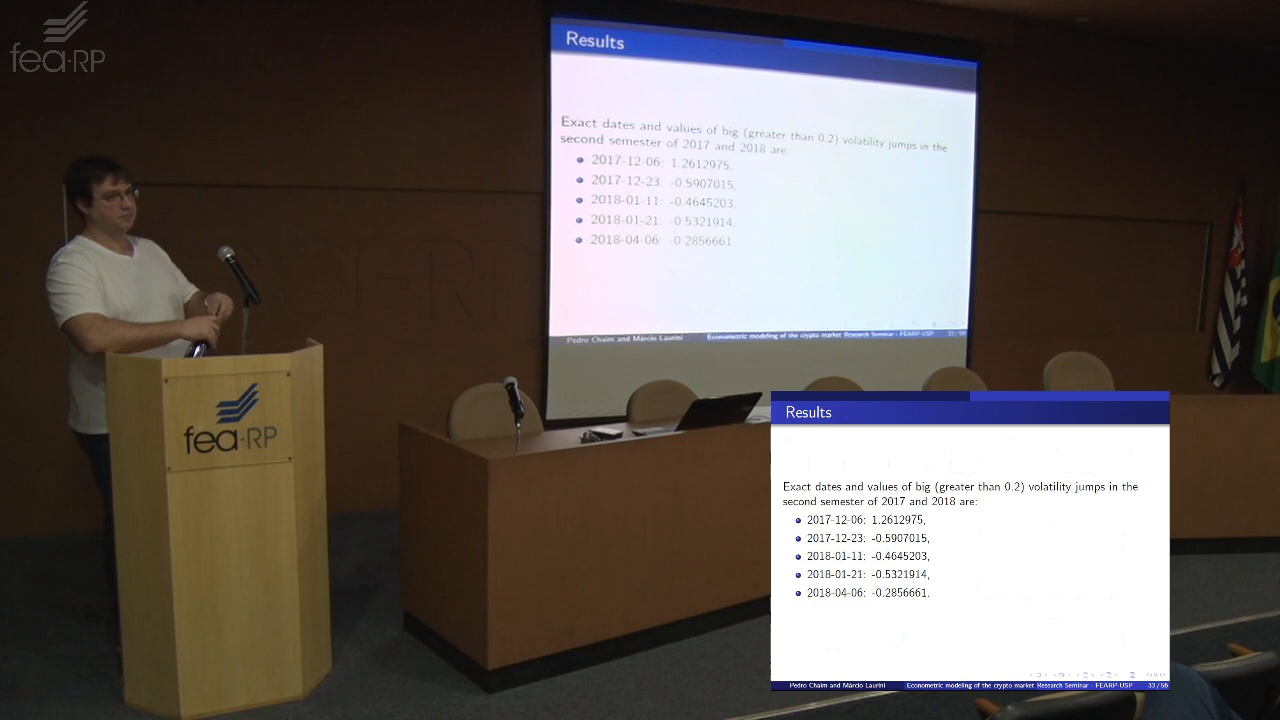 fea-RP
Results
Exact dates and values of big (greater than 0.2) volatility jumps in the
second semester of 2017 and 2018 are:
2017-12-06: 1.2612975,
2017-12-23: -0.5907015,
2018-01-11: -0.4645203,
2018-01-21: -0.5321914,
2018-04-06: -0.2856661
Pedro Chaim and Márcio Laurini Econometric modeling of the crypto market Research Seminar - FEARP-USP 33 / 56
fea-RP
Results
Exact dates and values of big (greater than 0.2) volatility jumps in the
second semester of 2017 and 2018 are:
2017-12-06: 1.2612975,
2017-12-23: -0.5907015,
2018-01-11: -0.4645203,
2018-01-21: -0.5321914,
2018-04-06: -0.2856661.
Pedro Chaim and Márcio Laurini Econometric modeling of the crypto market Research Seminar - FEARP-USP 33 / 56